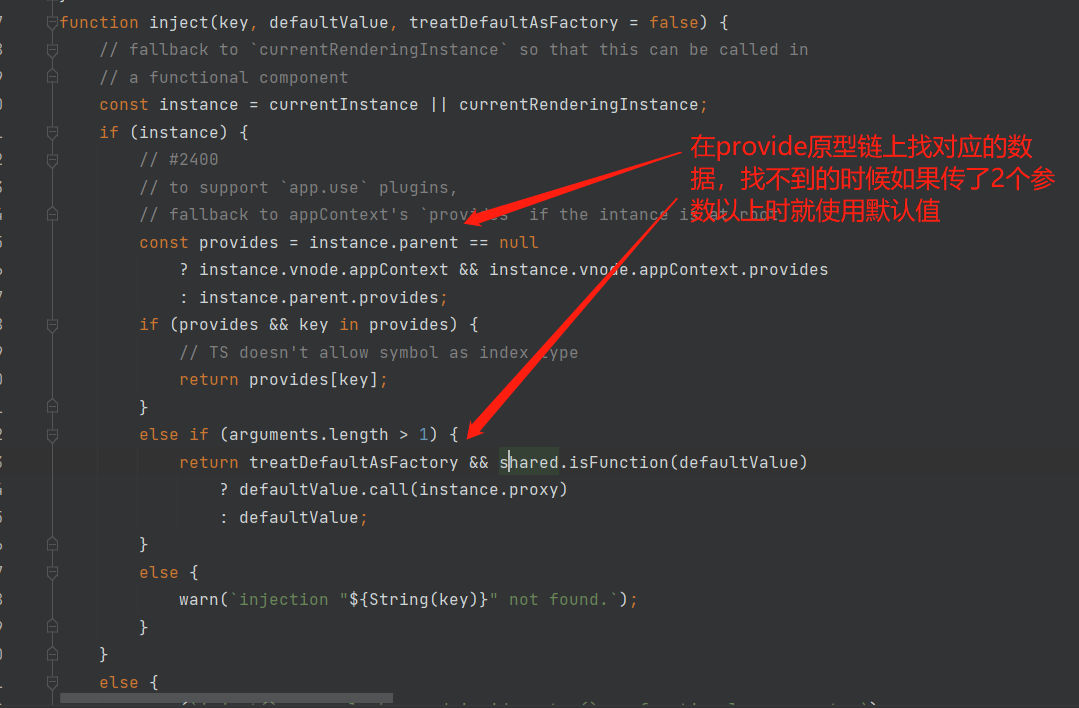 function inject(key, defaultValue, treatDefaultAsFactory = false) {
// fallback to `currentRenderingInstance` so that this can be called in
// a functional component
const instance = currentInstance || currentRenderingInstance;
if (instance) {
// #2400
// to support `app.use` plugins,
// fallback to appContext's `provides` if the intance is at root
const provides = instance.parent == null
? instance.vnode.appContext && instance.vnode.appContext.provides
: instance.parent.provides;
if (provides && key in provides) {
// TS doesn't allow symbol as index type
return provides[key];
}
else if (arguments.length > 1) {
return treatDefaultAsFactory && shared.isFunction(defaultValue)
? defaultValue.call(instance.proxy)
: defaultValue;
}
else {
warn(`injection "${String(key)}" not found.`);
}
}
else {
在provide原型链上找对应的数
据，找不到的时候如果传了2个参
数以上时就使用默认值